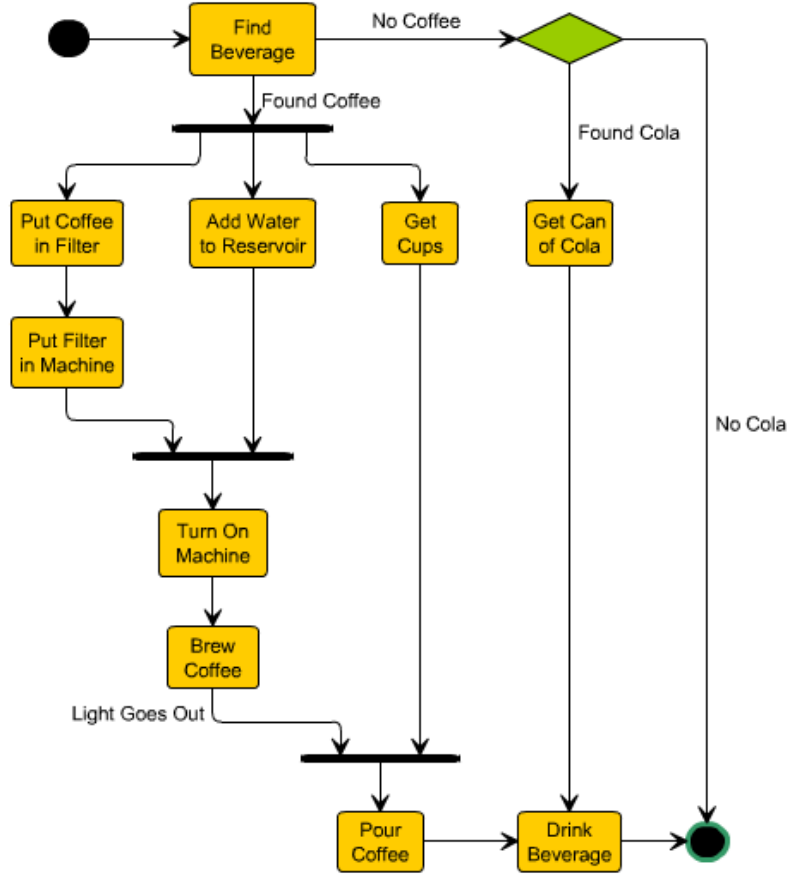 Find
Beverage
No Coffee
Found Coffee
Found Cola
Put Coffee
in Filter
Add Water
to Reservoir
Get
Cups
Get Can
of Cola
Put Filter
in Machine
No Cola
Turn On
Machine
Brew
Coffee
Light Goes Out
Pour
Coffee
Drink
Beverage